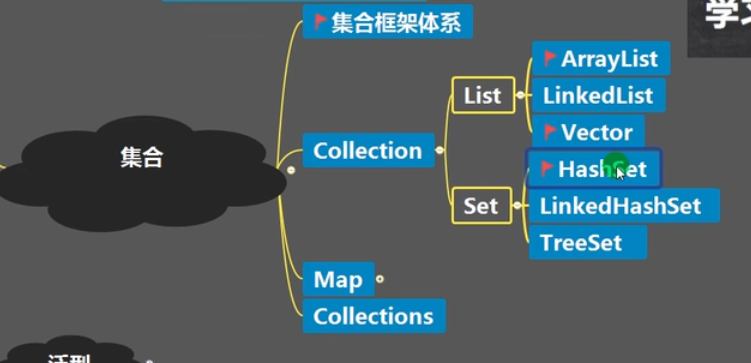 学
集合框架体系
集合
Collection
List
ArrayList
LinkedList
Vector
Set
HashSet
LinkedHashSet
TreeSet
Map
Collections
泛型